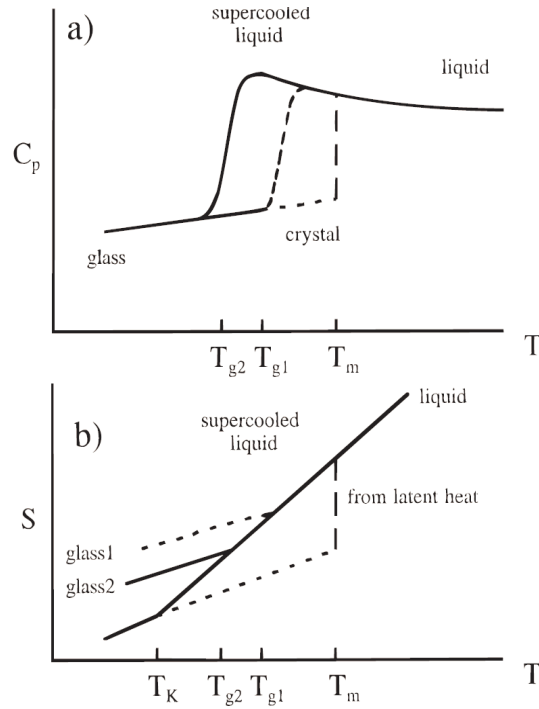 a)
supercooled
liquid
liquid
C_p
crystal
glass
T_g2 T_g1 T_m T
b)
liquid
supercooled
liquid
from latent heat
S
glass1
glass2
T_K T_g2 T_g1 T_m T